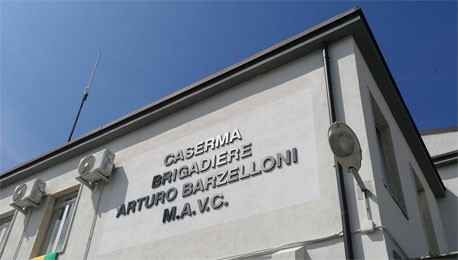 CASERMA
BRIGADIERE
ARTURO BARZELLONI
M.A.V.C.